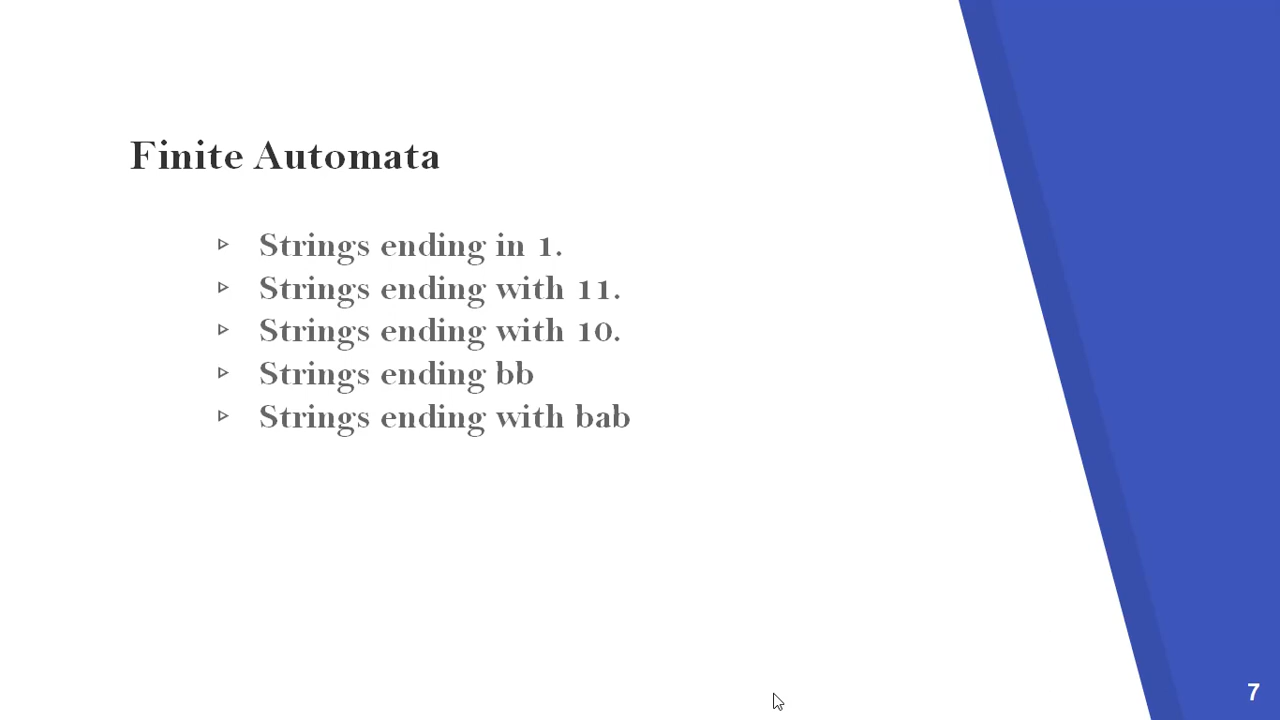 Finite Automata
Strings ending in 1.
Strings ending with 11.
Strings ending with 10.
Strings ending bb
Strings ending with bab
7